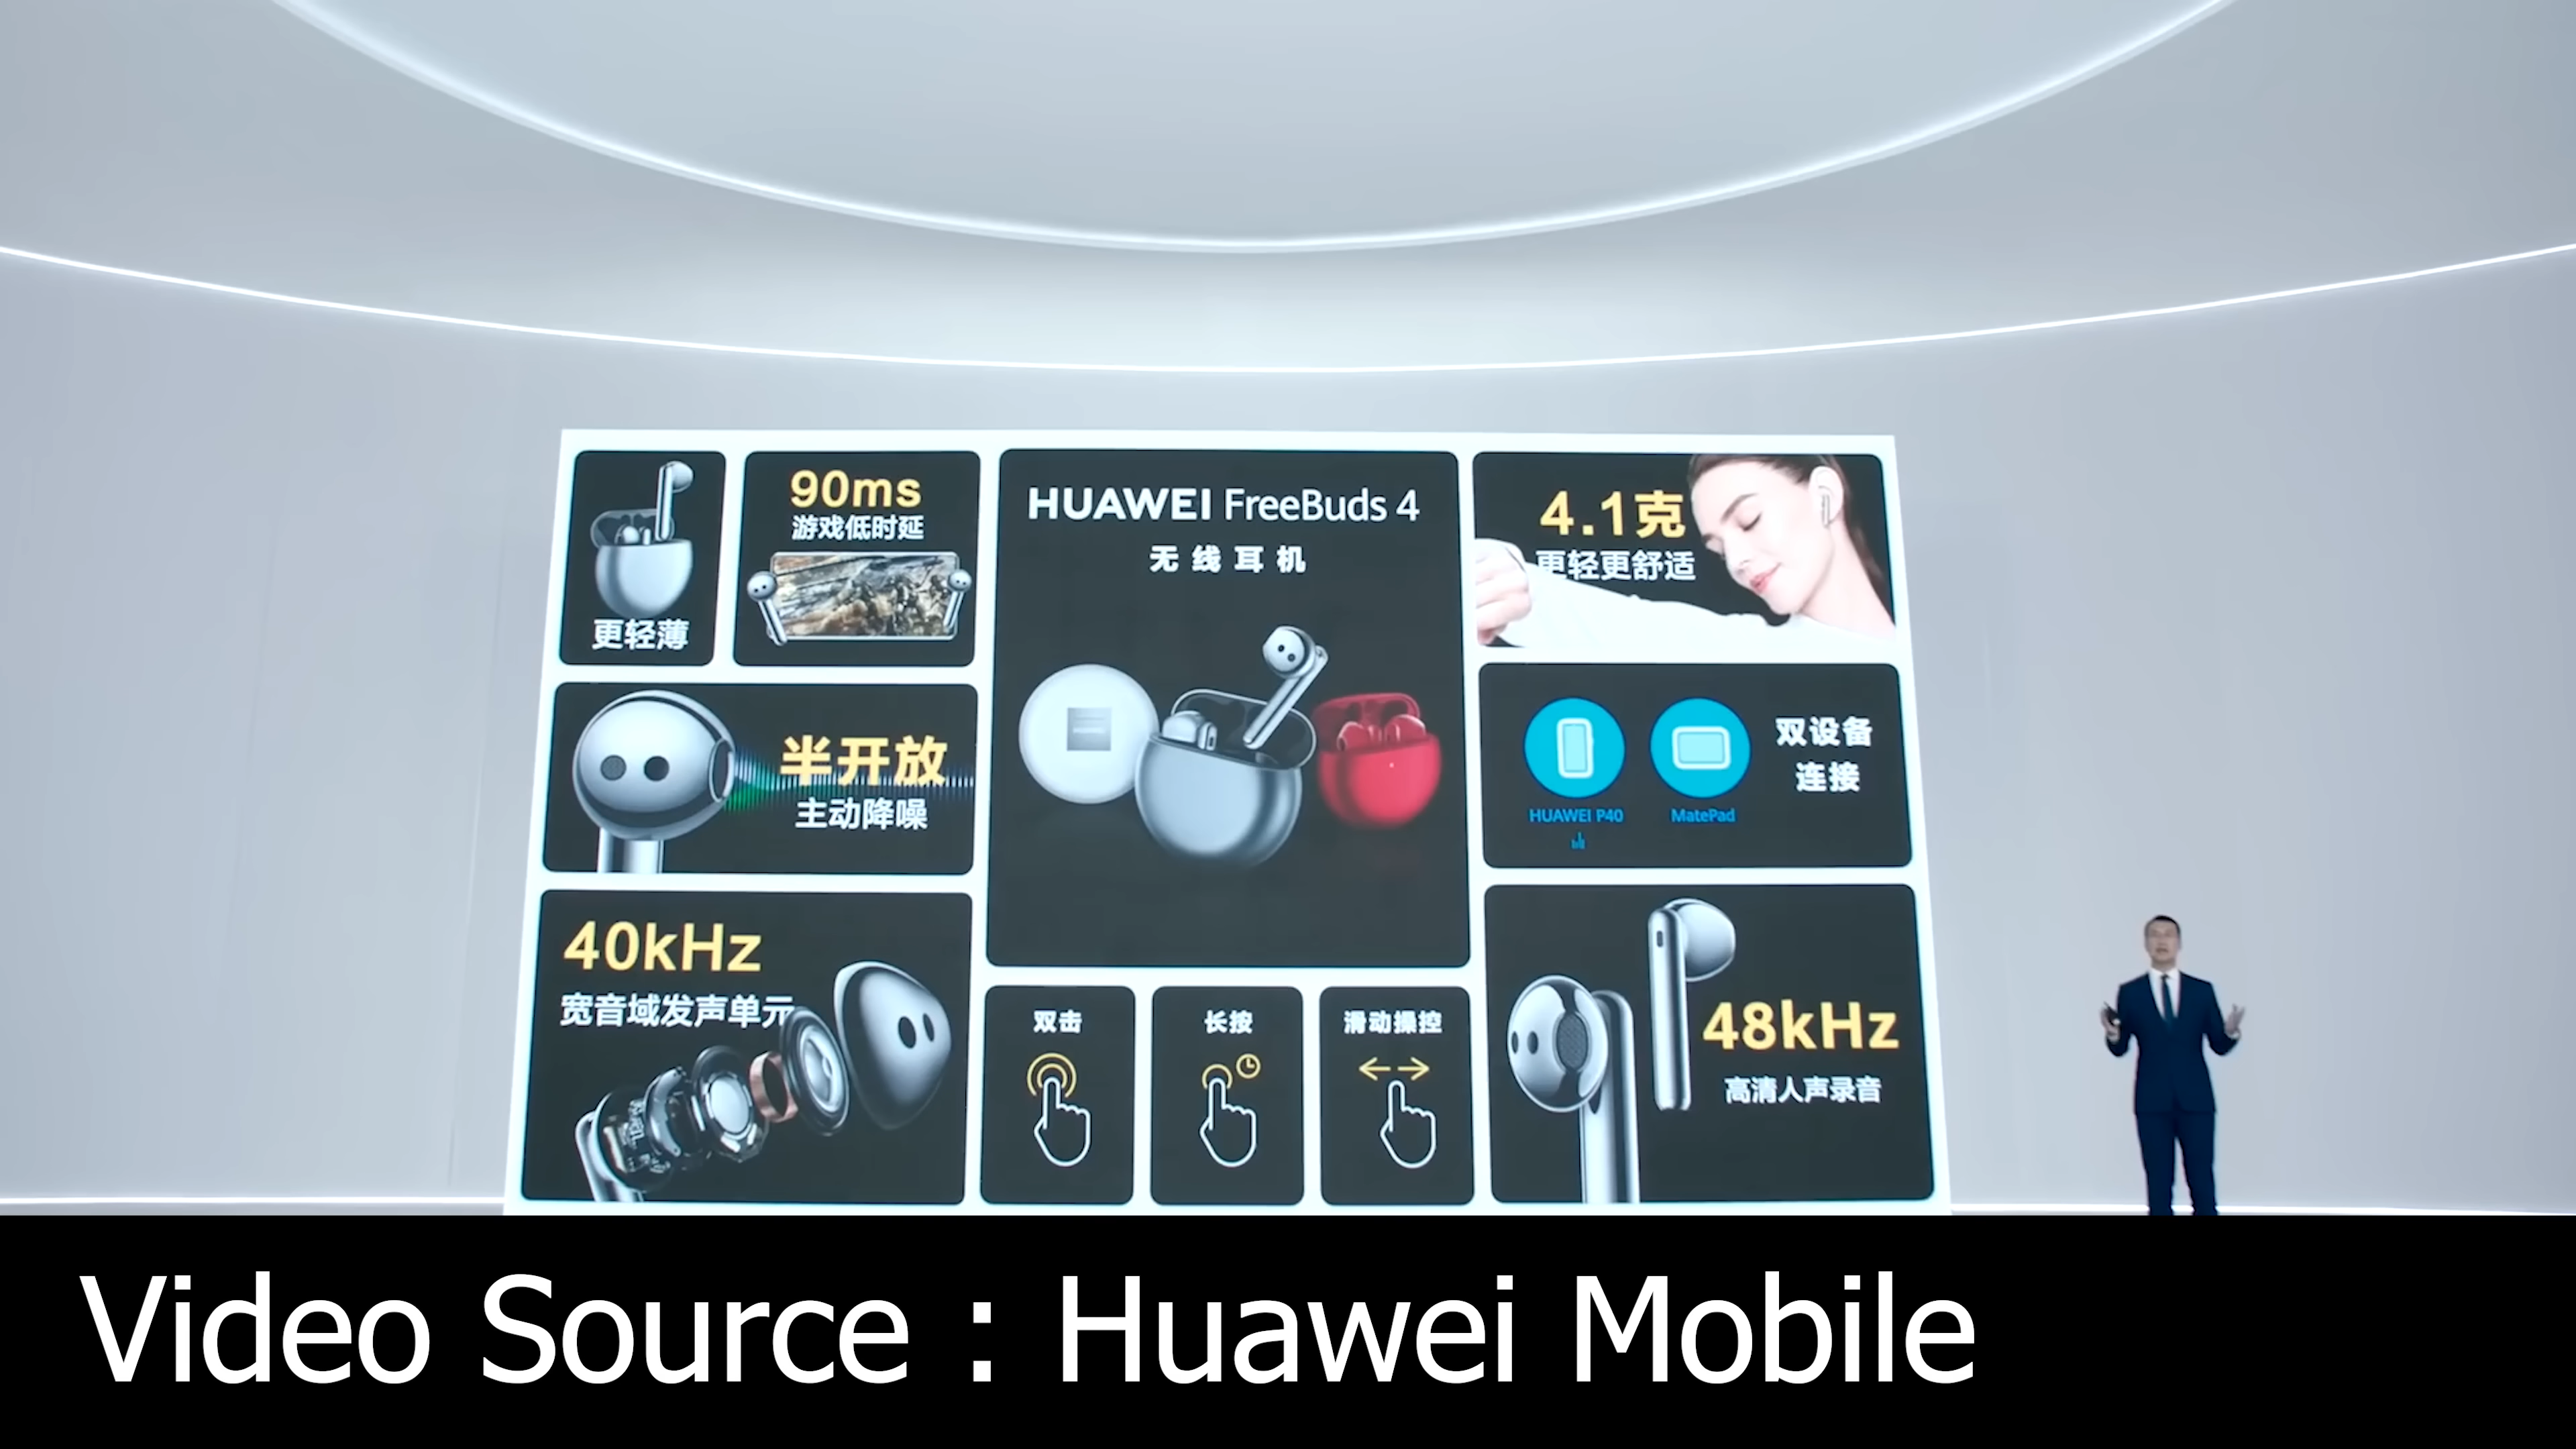 更轻薄
90ms
游戏低时延
半开放
主动降噪
40kHz
宽音域发声单元
HUAWEI FreeBuds 4
无线耳机
双击
长按
滑动操控
4.1克
更轻更舒适
HUAWEI P40
MatePad
双设备
连接
48kHz
高清人声录音
Video Source : Huawei Mobile